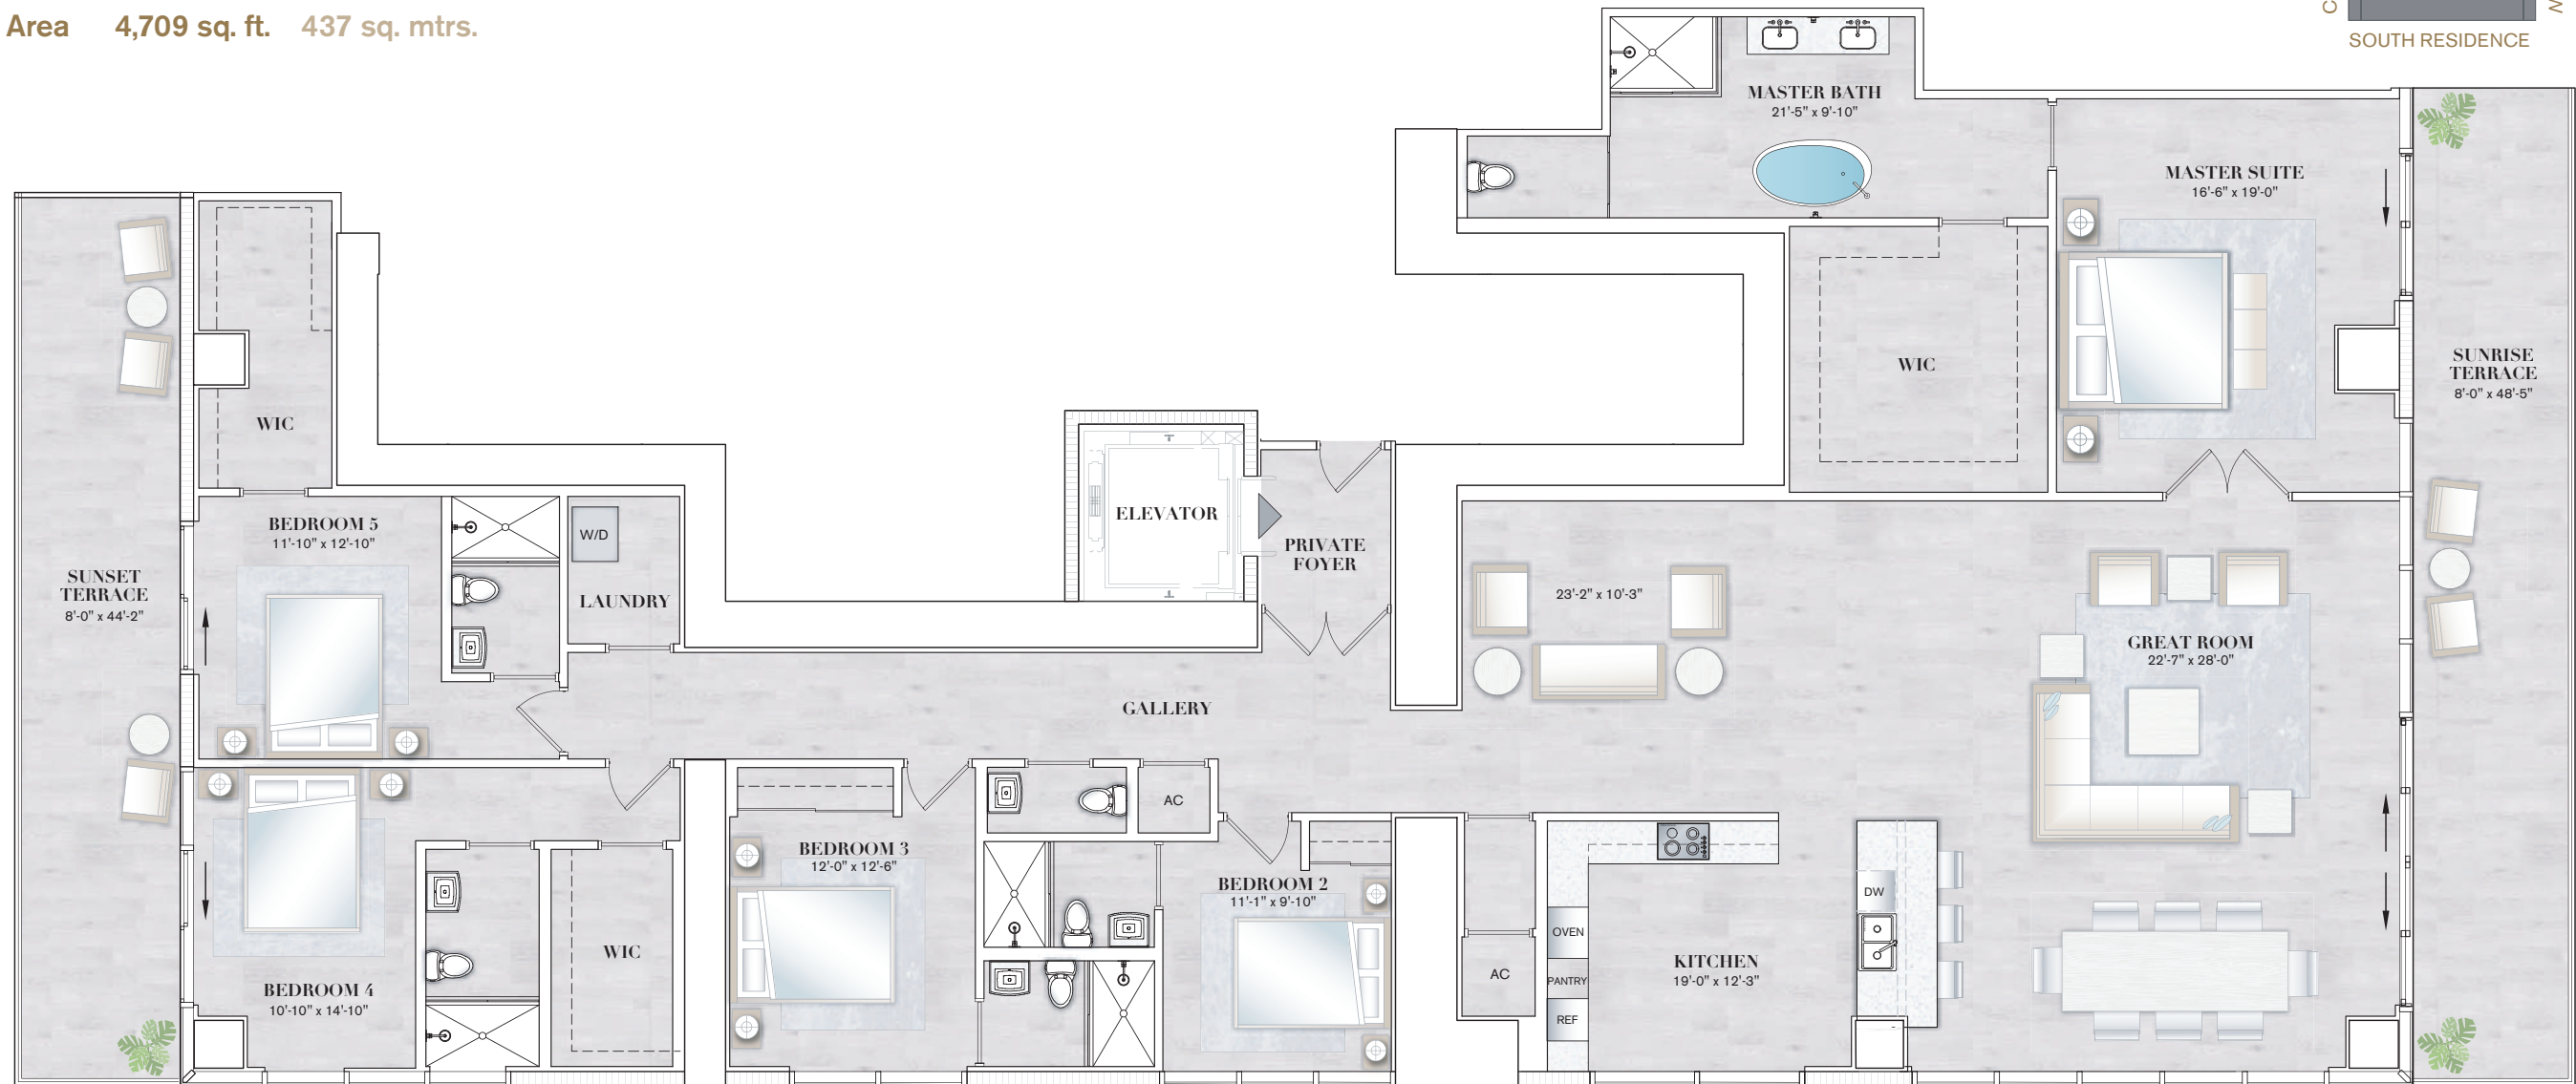 Area 4,709 sq. ft. 437 sq. mtrs.
C
N
SOUTH RESIDENCE
MASTER BATH
21'-5" x 9'-10"
MASTER SUITE
16'-6" x 19'-0"
WIC
SUNRISE
TERRACE
8'-0" x 48'-5"
WIC
ELEVATOR
PRIVATE
FOYER
BEDROOM 5
11'-10" x 12'-10"
W/D
LAUNDRY
SUNSET
TERRACE
8'-0" x 44'-2"
23'-2" x 10'-3"
GREAT ROOM
22'-7" x 28'-0"
GALLERY
AC
BEDROOM 3
12'-0" x 12'-6"
BEDROOM 2
11'-1" x 9'-10"
DW
OVEN
WIC
KITCHEN
19'-0" x 12'-3"
AC
PANTRY
BEDROOM 4
10'-10" x 14'-10"
REF